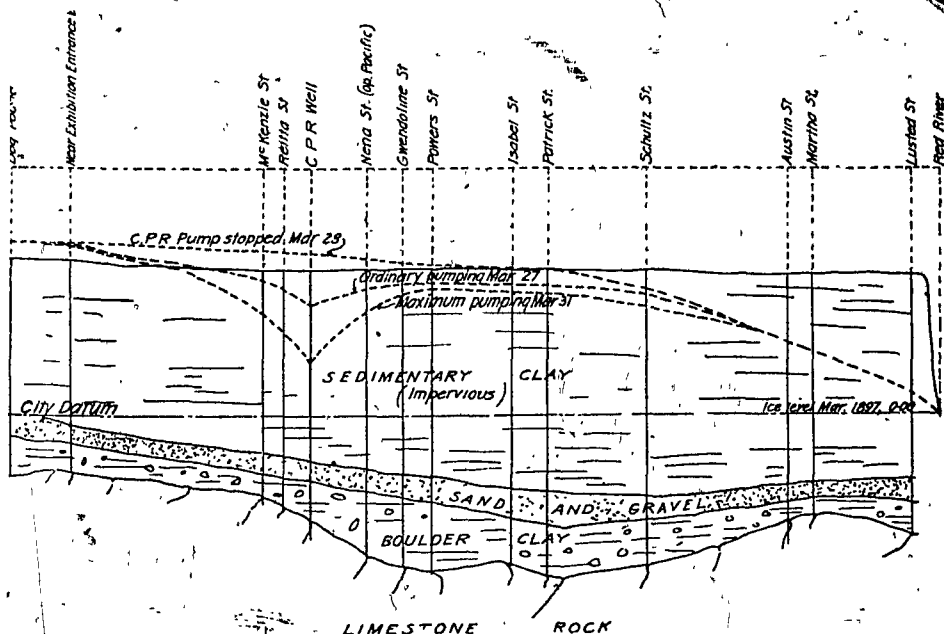 Near Exhibition Entrance
McKenzie St
Reitta St
C P R Well
Nena St. (op. Pacific)
Gwendoline St
Powers St
Isabel St
Patrick St.
Schultz St.
Austin St
Martha St.
Lusted St
Red River
C.P.R Pump stopped Mar 29
Ordinary pumping Mar. 27
Maximum pumping Mar 31
SEDIMENTARY CLAY
(Impervious)
City Datum
Ice level Mar. 1897, 0.00
SAND AND GRAVEL
BOULDER CLAY
LIMESTONE ROCK